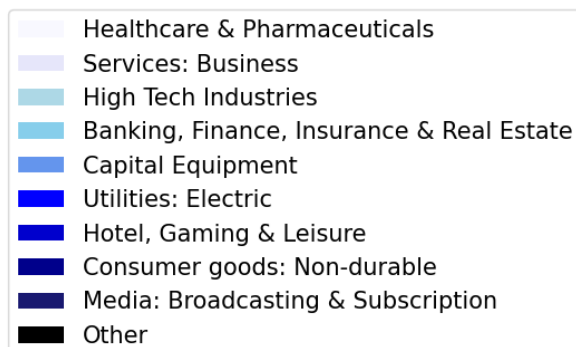 Healthcare & Pharmaceuticals
Services: Business
High Tech Industries
Banking, Finance, Insurance & Real Estate
Capital Equipment
Utilities: Electric
Hotel, Gaming & Leisure
Consumer goods: Non-durable
Media: Broadcasting & Subscription
Other